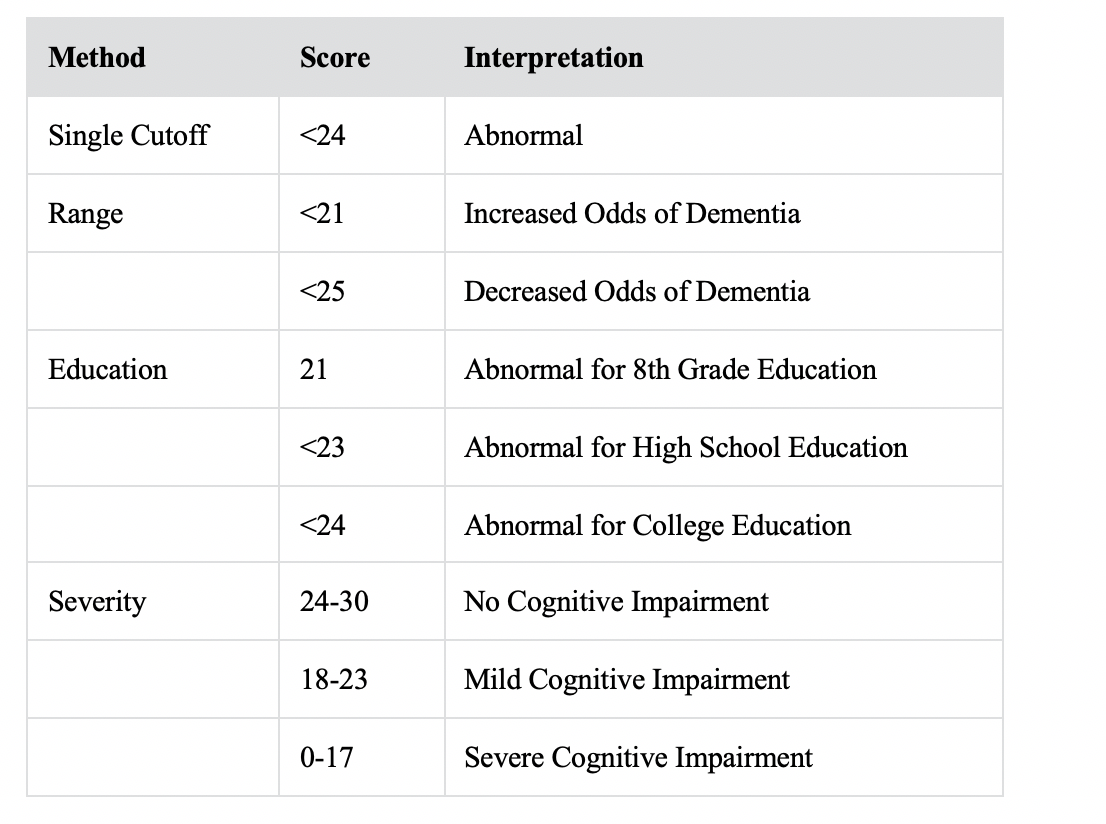 Method Score Interpretation
Single Cutoff <24 Abnormal
Range <21 Increased Odds of Dementia
<25 Decreased Odds of Dementia
Education 21 Abnormal for 8th Grade Education
<23 Abnormal for High School Education
<24 Abnormal for College Education
Severity 24-30 No Cognitive Impairment
18-23 Mild Cognitive Impairment
0-17 Severe Cognitive Impairment